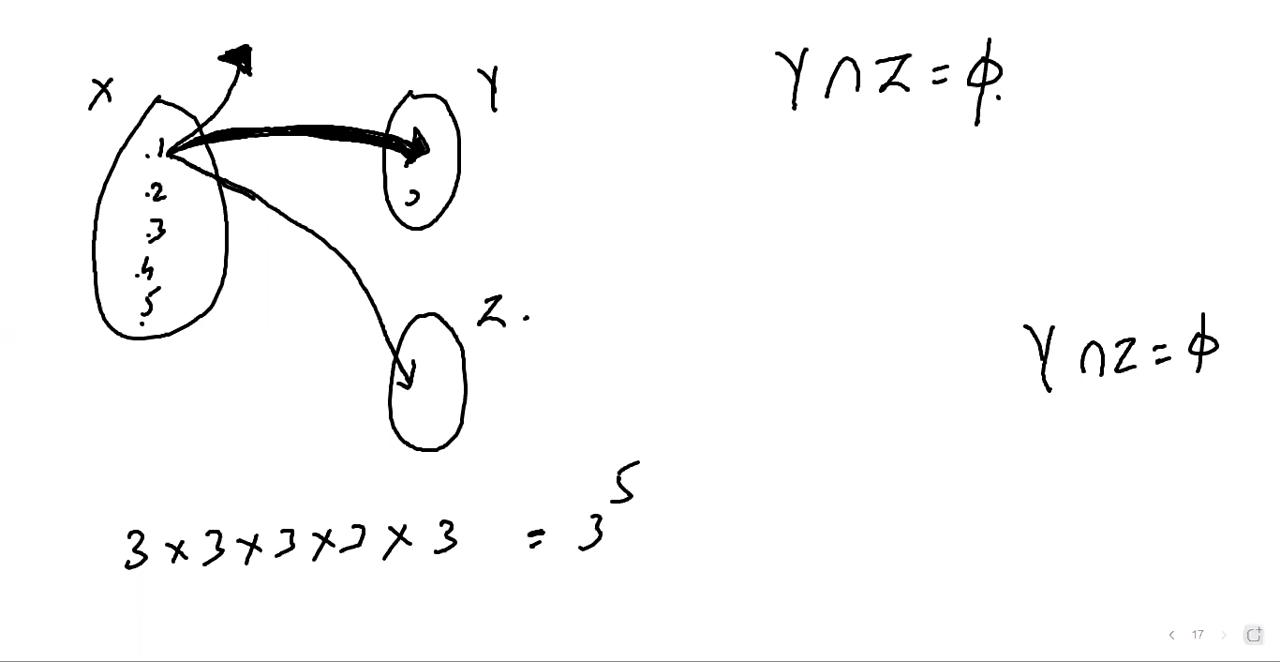 X
Y
Y ∩ Z = ϕ.
.1
.2
.3
.4
.5
Z.
Y ∩ Z = ϕ
3 × 3 × 3 × 3 × 3 = 3⁵
17